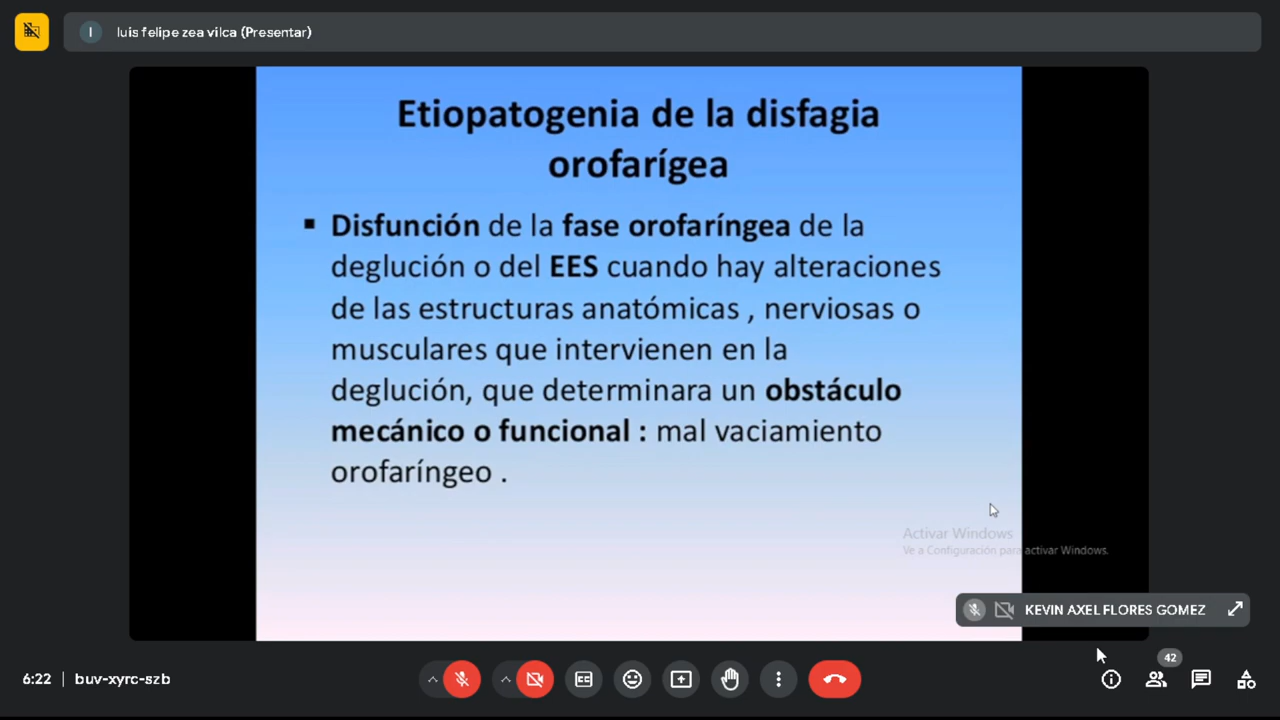 luis felipe zea vilca (Presentar)
Etiopatogenia de la disfagia
orofarígea
▪ Disfunción de la fase orofaríngea de la
deglución o del EES cuando hay alteraciones
de las estructuras anatómicas , nerviosas o
musculares que intervienen en la
deglución, que determinara un obstáculo
mecánico o funcional : mal vaciamiento
orofaríngeo .
Activar Windows
Ve a Configuración para activar Windows.
KEVIN AXEL FLORES GOMEZ
6:22 | buv-xyrc-szb
42